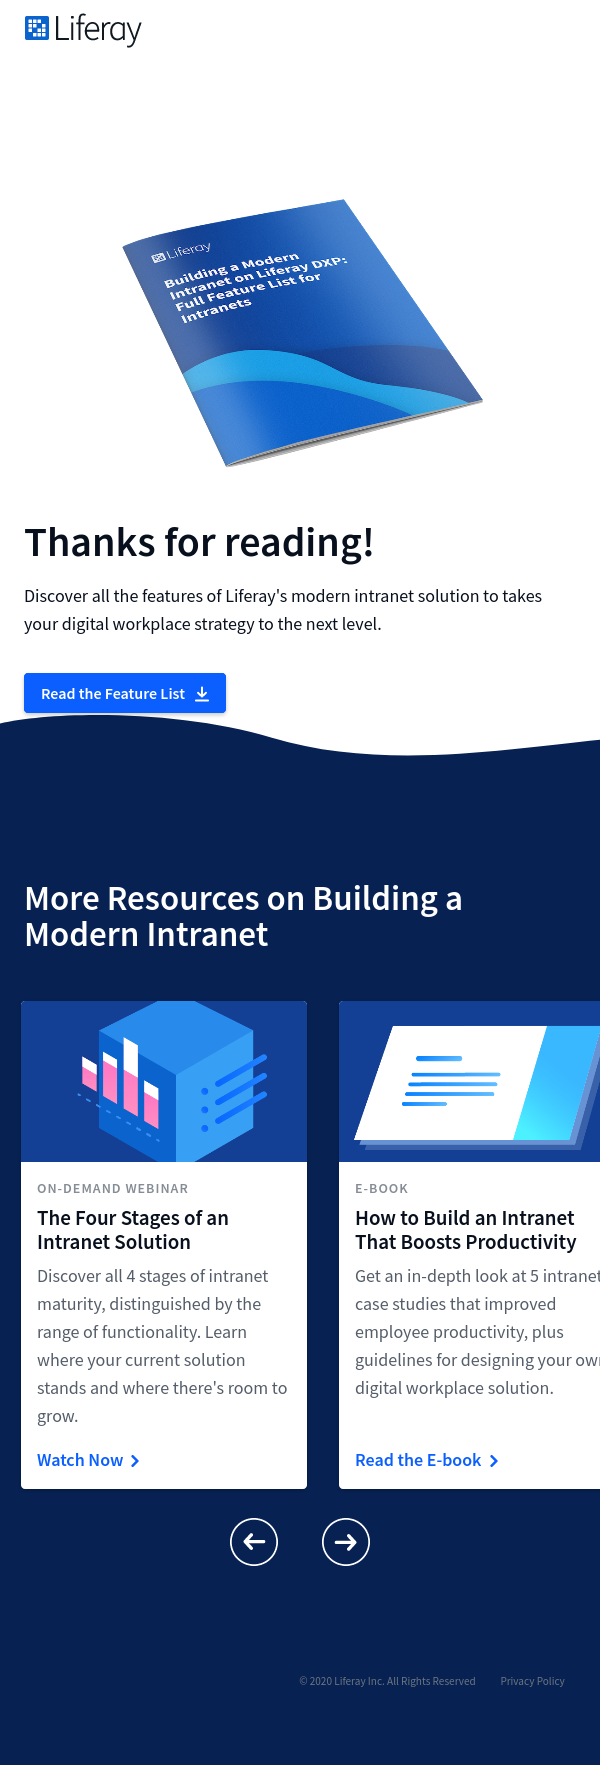 Liferay
Liferay
Building a Modern
Intranet on Liferay DXP:
Full Feature List for
Intranets
Thanks for reading!
Discover all the features of Liferay's modern intranet solution to takes
your digital workplace strategy to the next level.
Read the Feature List
More Resources on Building a
Modern Intranet
ON-DEMAND WEBINAR
The Four Stages of an
Intranet Solution
Discover all 4 stages of intranet
maturity, distinguished by the
range of functionality. Learn
where your current solution
stands and where there's room to
grow.
Watch Now
E-BOOK
How to Build an Intranet
That Boosts Productivity
Get an in-depth look at 5 intranet
case studies that improved
employee productivity, plus
guidelines for designing your own
digital workplace solution.
Read the E-book
© 2020 Liferay Inc. All Rights Reserved Privacy Policy